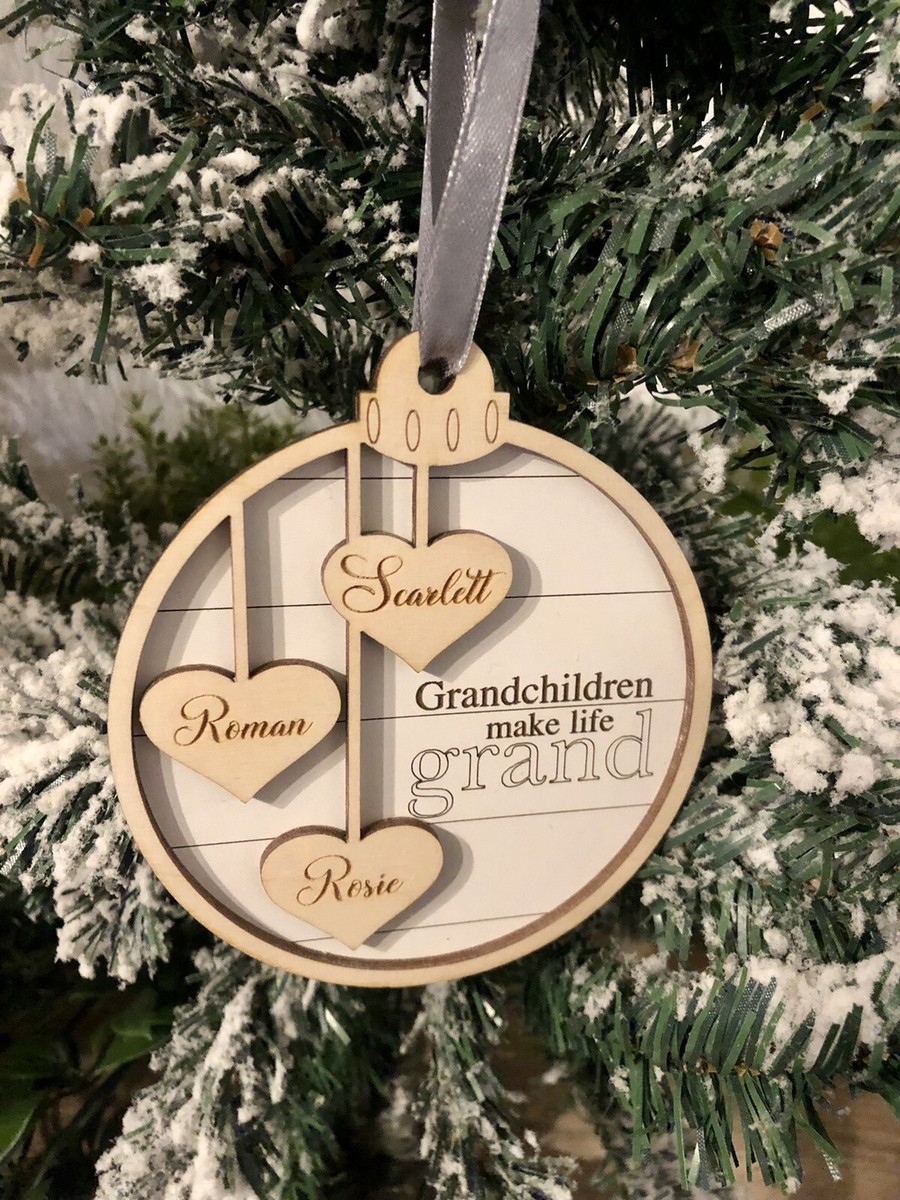 Scarlett
Roman
Rosie
Grandchildren
make life
grand